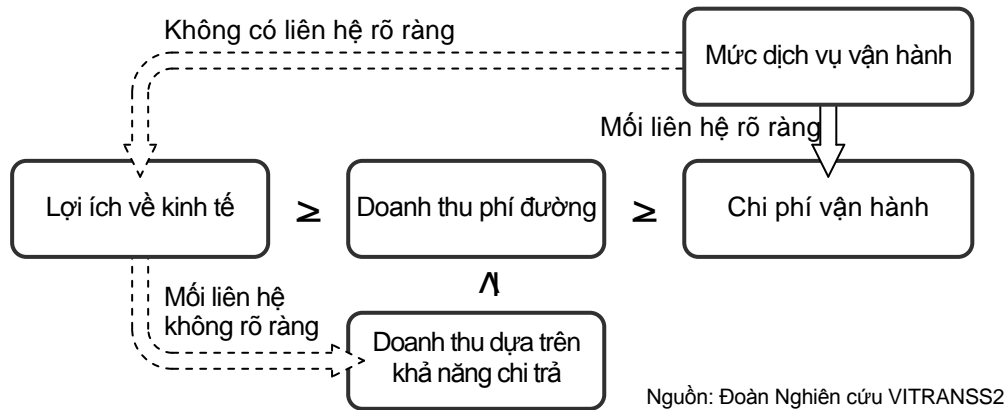 Không có liên hệ rõ ràng
Mức dịch vụ vận hành
Mối liên hệ rõ ràng
Lợi ích về kinh tế
≥
Doanh thu phí đường
≥
Chi phí vận hành
≥
Mối liên hệ
không rõ ràng
Doanh thu dựa trên
khả năng chi trả
Nguồn: Đoàn Nghiên cứu VITRANSS2